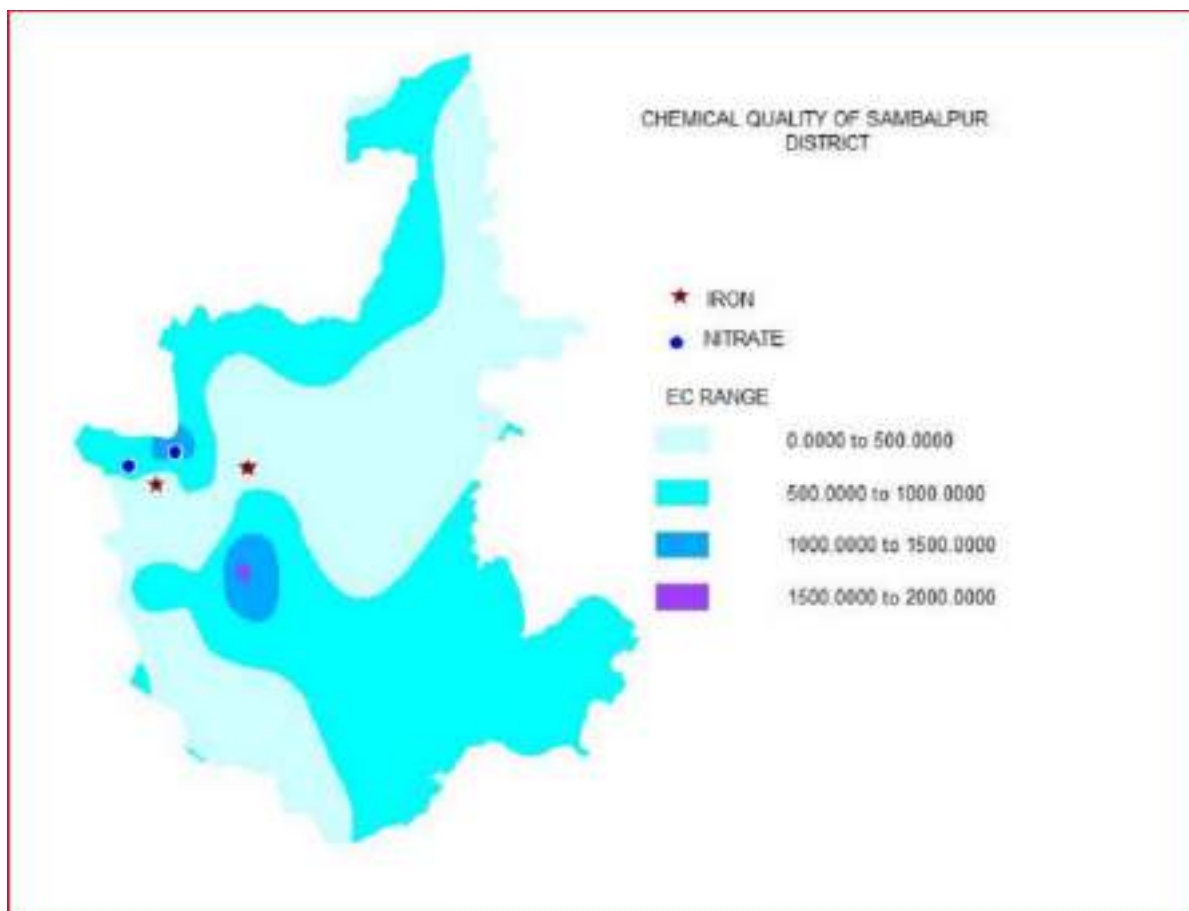 CHEMICAL QUALITY OF SAMBALPUR
DISTRICT
IRON
NITRATE
EC RANGE
0.0000 to 500.0000
500.0000 to 1000.0000
1000.0000 to 1500.0000
1500.0000 to 2000.0000